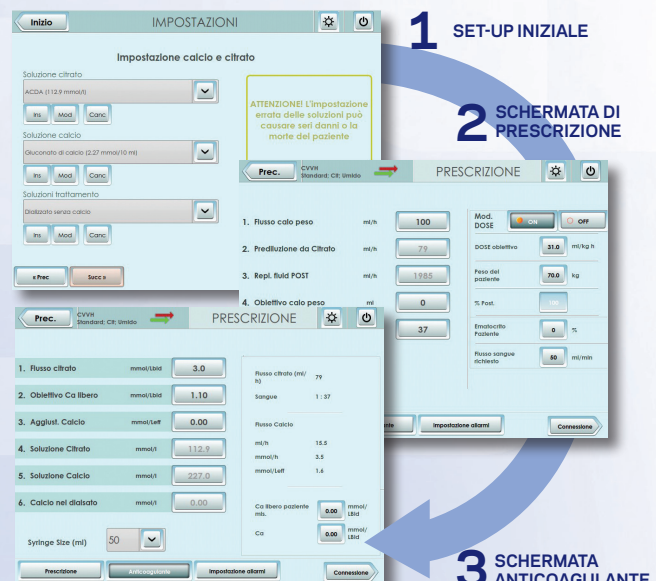 1 SET-UP INIZIALE
Inizio IMPOSTAZIONI
Impostazione calcio e citrato
Soluzione citrato
ACDA (112.9 mmol/l)
Ins Mod Canc
Soluzione calcio
Gluconato di calcio (2.27 mmol/10 ml)
Ins Mod Canc
Soluzioni trattamento
Dializzato senza calcio
Ins Mod Canc
ATTENZIONE! L'impostazione
errata delle soluzioni può
causare seri danni o la
morte del paziente
« Prec Succ »
2 SCHERMATA DI
PRESCRIZIONE
Prec. CVVH
Standard; Cit; Umido PRESCRIZIONE
1. Flusso calo peso ml/h 100
2. Prediluzione da Citrato ml/h 79
3. Repl. fluid POST ml/h 1985
4. Obiettivo calo peso ml 0
37
Mod.
DOSE ON OFF
DOSE obiettivo 31.0 ml/kg h
Peso del
paziente 70.0 kg
% Post. 100
Ematocrito
Paziente 0 %
Flusso sangue
richiesto 50 ml/min
Impostazione allarmi Connessione
Prec. CVVH
Standard; Cit; Umido PRESCRIZIONE
1. Flusso citrato mmol/Lbld 3.0
2. Obiettivo Ca libero mmol/Lbld 1.10
3. Aggiust. Calcio mmol/Leff 0.00
4. Soluzione Citrato mmol/l 112.9
5. Soluzione Calcio mmol/l 227.0
6. Calcio nel dialsato mmol/l 0.00
Syringe Size (ml) 50
Flusso citrato (ml/
h) 79
Sangue 1 : 37
Flusso Calcio
ml/h 15.5
mmol/h 3.5
mmol/Leff 1.6
Ca libero paziente
mis. 0.00 mmol/
LBld
Ca 0.00 mmol/
LBld
Prescrizione Anticoagulante Impostazione allarmi Connessione
3 SCHERMATA
ANTICOAGULANTE